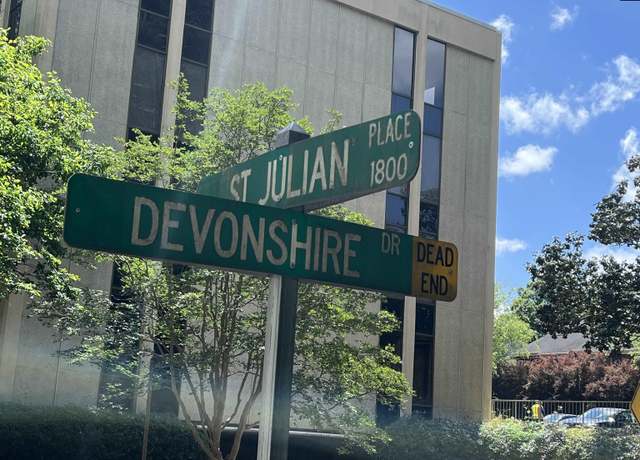 ST JULIAN PLACE
1800
DEVONSHIRE DR
DEAD
END